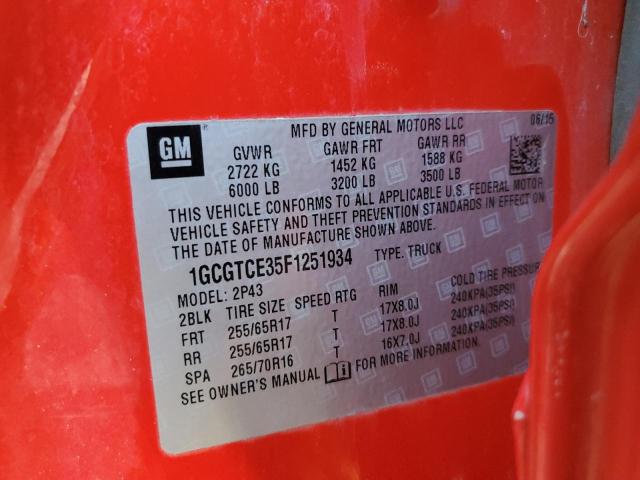 GM
MFD BY GENERAL MOTORS LLC 06/15
GVWR GAWR FRT GAWR RR
2722 KG 1452 KG 1588 KG
6000 LB 3200 LB 3500 LB
THIS VEHICLE CONFORMS TO ALL APPLICABLE U.S. FEDERAL MOTOR
VEHICLE SAFETY AND THEFT PREVENTION STANDARDS IN EFFECT ON
THE DATE OF MANUFACTURE SHOWN ABOVE.
1GCGTCE35F1251934 TYPE: TRUCK
MODEL: 2P43
2BLK TIRE SIZE SPEED RTG RIM COLD TIRE PRESSURE
FRT 255/65R17 T 17X8.0J 240KPA(35PSI)
RR 255/65R17 T 17X8.0J 240KPA(35PSI)
SPA 265/70R16 T 16X7.0J 240KPA(35PSI)
SEE OWNER'S MANUAL FOR MORE INFORMATION.